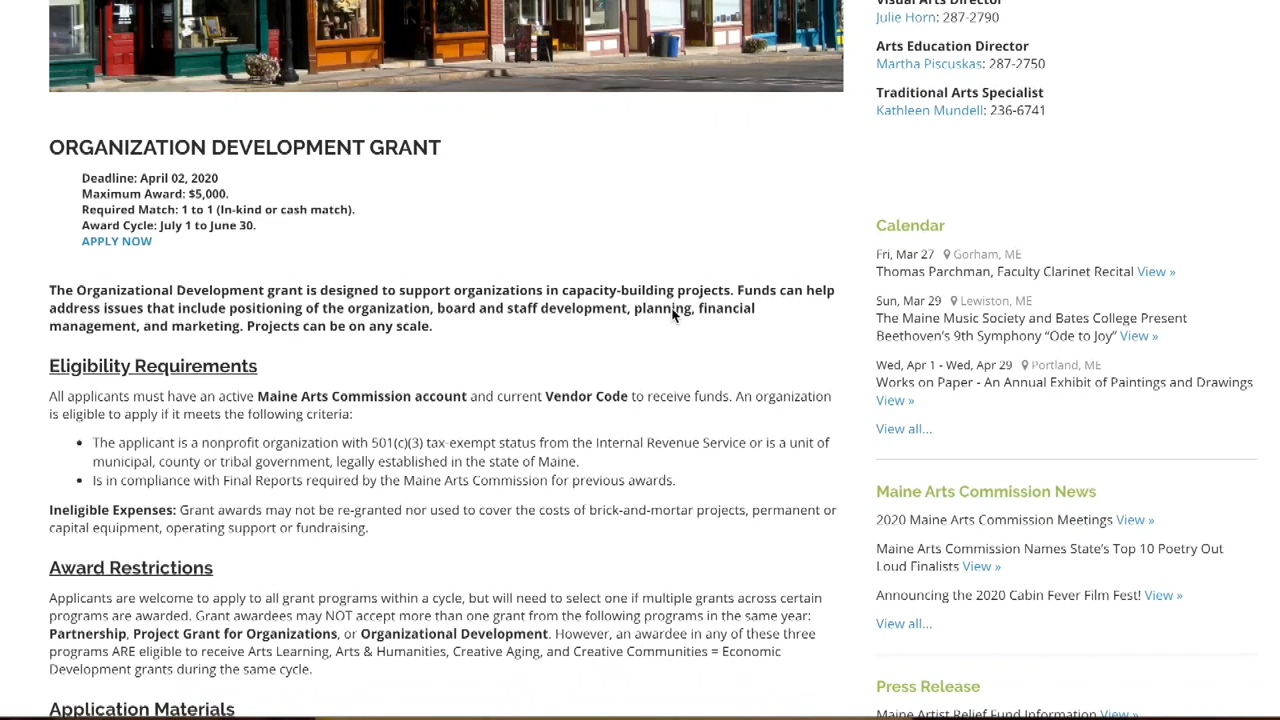 ORGANIZATION DEVELOPMENT GRANT
Deadline: April 02, 2020
Maximum Award: $5,000.
Required Match: 1 to 1 (In-kind or cash match).
Award Cycle: July 1 to June 30.
APPLY NOW
The Organizational Development grant is designed to support organizations in capacity-building projects. Funds can help
address issues that include positioning of the organization, board and staff development, planning, financial
management, and marketing. Projects can be on any scale.
Eligibility Requirements
All applicants must have an active Maine Arts Commission account and current Vendor Code to receive funds. An organization
is eligible to apply if it meets the following criteria:
• The applicant is a nonprofit organization with 501(c)(3) tax-exempt status from the Internal Revenue Service or is a unit of
municipal, county or tribal government, legally established in the state of Maine.
• Is in compliance with Final Reports required by the Maine Arts Commission for previous awards.
Ineligible Expenses: Grant awards may not be re-granted nor used to cover the costs of brick-and-mortar projects, permanent or
capital equipment, operating support or fundraising.
Award Restrictions
Applicants are welcome to apply to all grant programs within a cycle, but will need to select one if multiple grants across certain
programs are awarded. Grant awardees may NOT accept more than one grant from the following programs in the same year:
Partnership, Project Grant for Organizations, or Organizational Development. However, an awardee in any of these three
programs ARE eligible to receive Arts Learning, Arts & Humanities, Creative Aging, and Creative Communities = Economic
Development grants during the same cycle.
Application Materials
Visual Arts Director
Julie Horn: 287-2790
Arts Education Director
Martha Piscuskas: 287-2750
Traditional Arts Specialist
Kathleen Mundell: 236-6741
Calendar
Fri, Mar 27 Gorham, ME
Thomas Parchman, Faculty Clarinet Recital View »
Sun, Mar 29 Lewiston, ME
The Maine Music Society and Bates College Present
Beethoven's 9th Symphony “Ode to Joy” View »
Wed, Apr 1 - Wed, Apr 29 Portland, ME
Works on Paper - An Annual Exhibit of Paintings and Drawings
View »
View all...
Maine Arts Commission News
2020 Maine Arts Commission Meetings View »
Maine Arts Commission Names State's Top 10 Poetry Out
Loud Finalists View »
Announcing the 2020 Cabin Fever Film Fest! View »
View all...
Press Release
Maine Artist Relief Fund Information View »